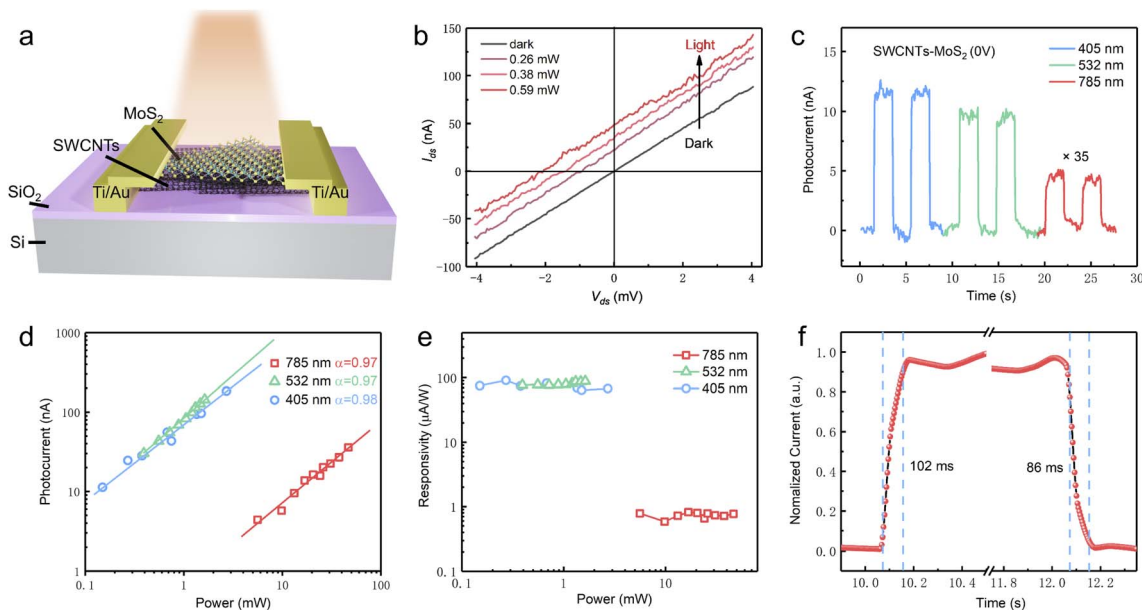 a
MoS2
SWCNTs
SiO2
Ti/Au
Ti/Au
Si
b
dark
0.26 mW
0.38 mW
0.59 mW
Light
Dark
150
100
50
0
-50
-100
-4
-2
0
2
4
Ids (nA)
Vds (mV)
c
SWCNTs-MoS2 (0V)
405 nm
532 nm
785 nm
× 35
15
10
5
0
0
5
10
15
20
25
30
Photocurrent (nA)
Time (s)
d
785 nm α=0.97
532 nm α=0.97
405 nm α=0.98
1000
100
10
1
0.1
1
10
100
Photocurrent (nA)
Power (mW)
e
785 nm
532 nm
405 nm
1000
100
10
1
0.1
0.1
1
10
Responsivity (μA/W)
Power (mW)
f
102 ms
86 ms
1.0
0.8
0.6
0.4
0.2
0.0
10.0
10.2
10.4
11.8
12.0
12.2
Nomalized Current (a.u.)
Time (s)